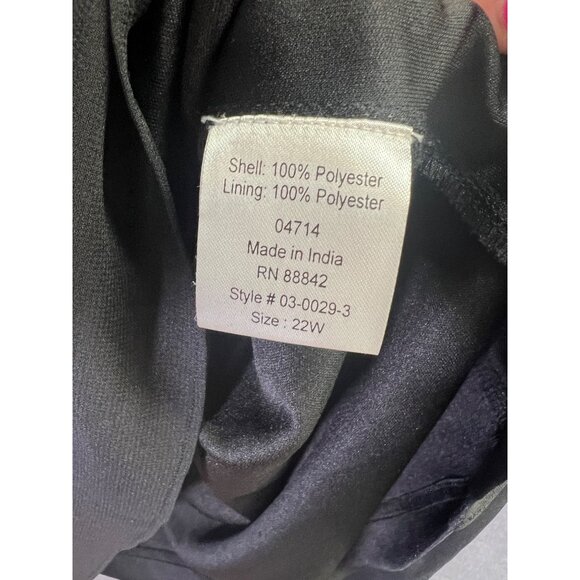 Shell: 100% Polyester
Lining: 100% Polyester
04714
Made in India
RN 88842
Style # 03-0029-3
Size : 22W